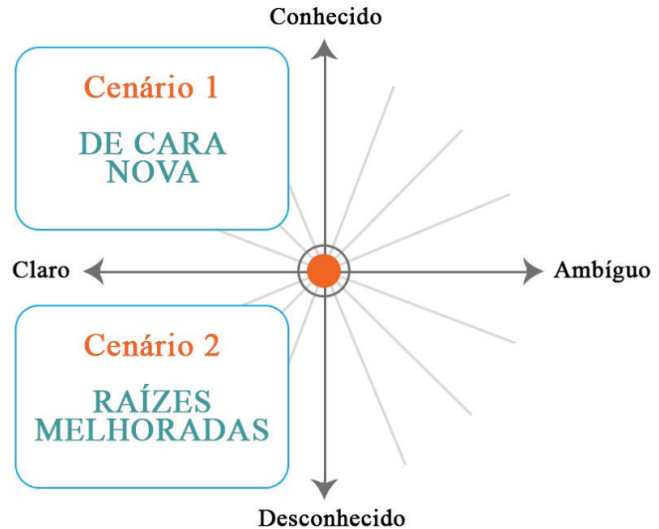 Conhecido
Cenário 1
DE CARA
NOVA
Claro
Ambíguo
Cenário 2
RAÍZES
MELHORADAS
Desconhecido